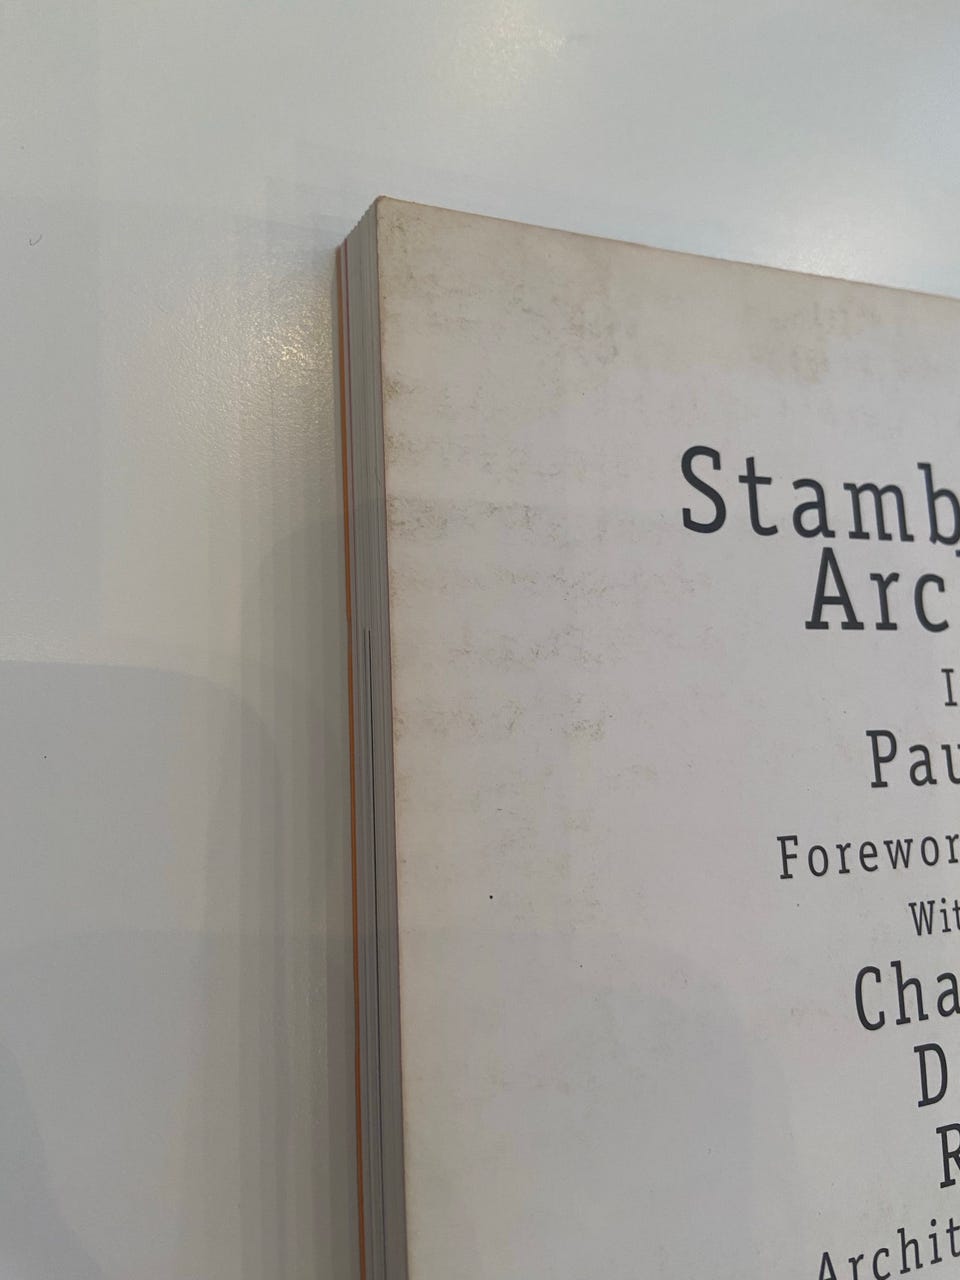 Stamb
Arc
I
Pau
Forewor
Wit
Cha
D
R
Archit